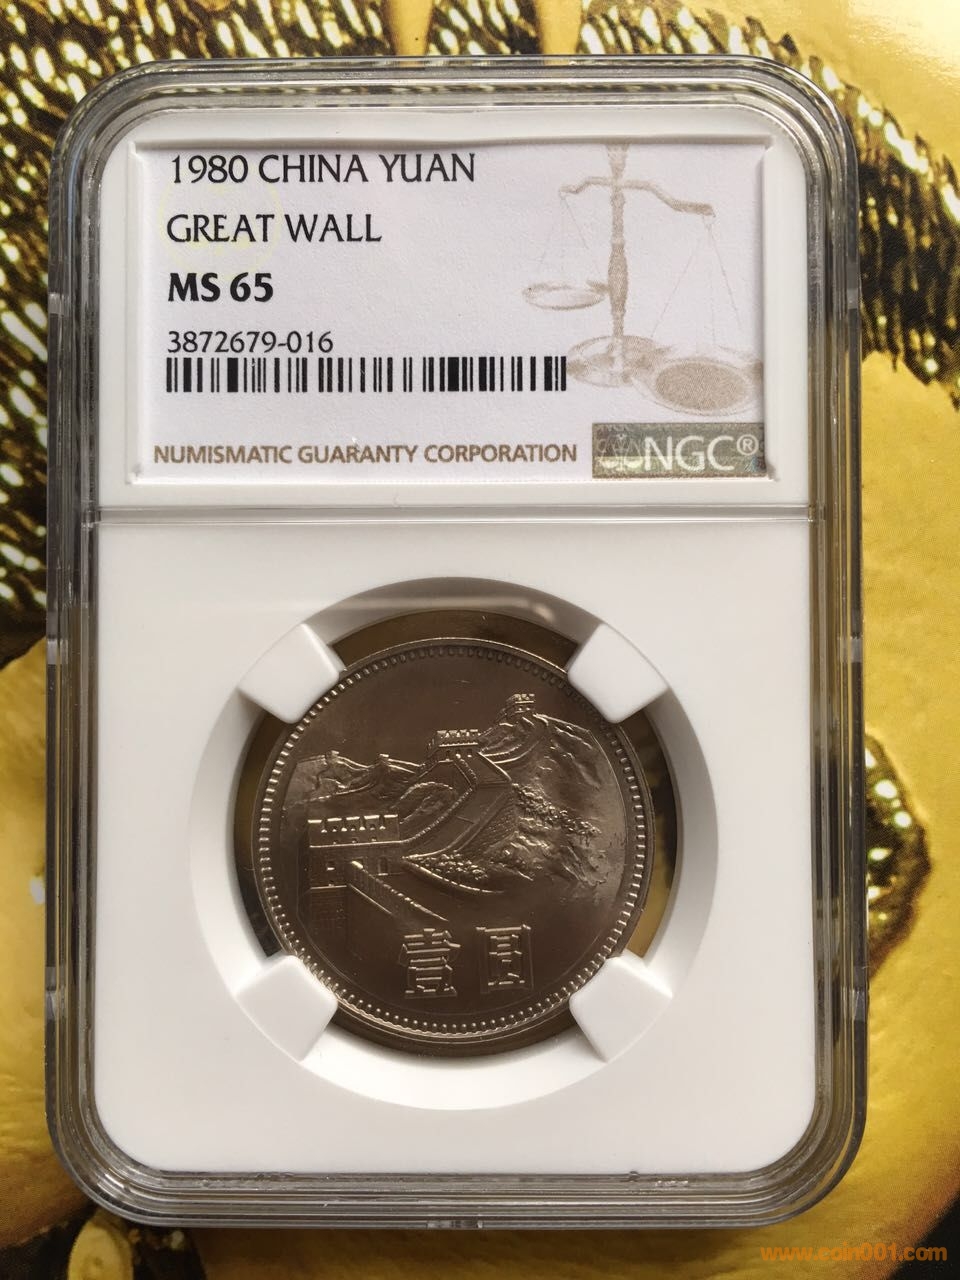 1980 CHINA YUAN
GREAT WALL
MS 65
3872679-016
NUMISMATIC GUARANTY CORPORATION
NGC®
壹圆
www.coin001.com